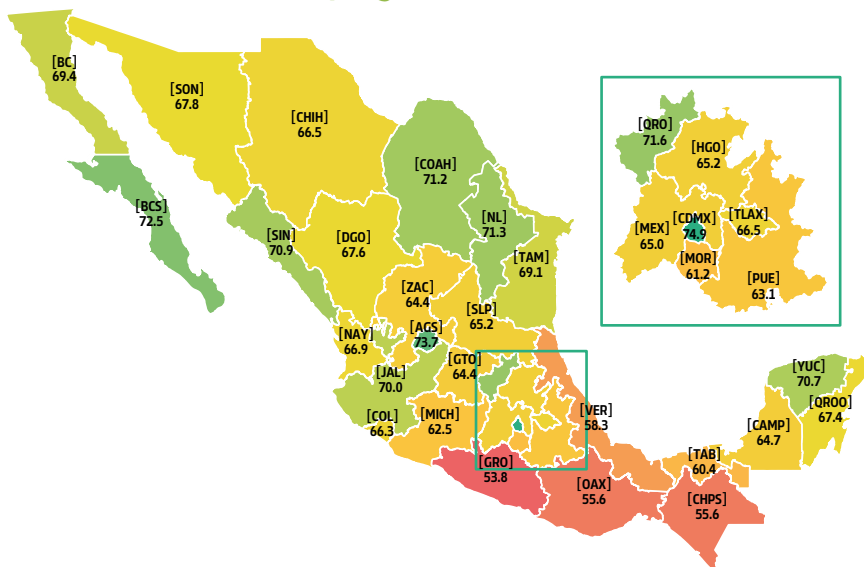 [BC]
69.4
[SON]
67.8
[CHIH]
66.5
[COAH]
71.2
[BCS]
72.5
[SIN]
70.9
[DGO]
67.6
[NL]
71.3
[TAM]
69.1
[ZAC]
64.4
[SLP]
65.2
[NAY]
66.9
[AGS]
73.7
[JAL]
70.0
[GTO]
64.4
[COL]
66.3
[MICH]
62.5
[VER]
58.3
[GRO]
53.8
[OAX]
55.6
[TAB]
60.4
[CHPS]
55.6
[CAMP]
64.7
[YUC]
70.7
[QROO]
67.4
[QRO]
71.6
[HGO]
65.2
[MEX]
65.0
[CDMX]
74.9
[TLAX]
66.5
[MOR]
61.2
[PUE]
63.1